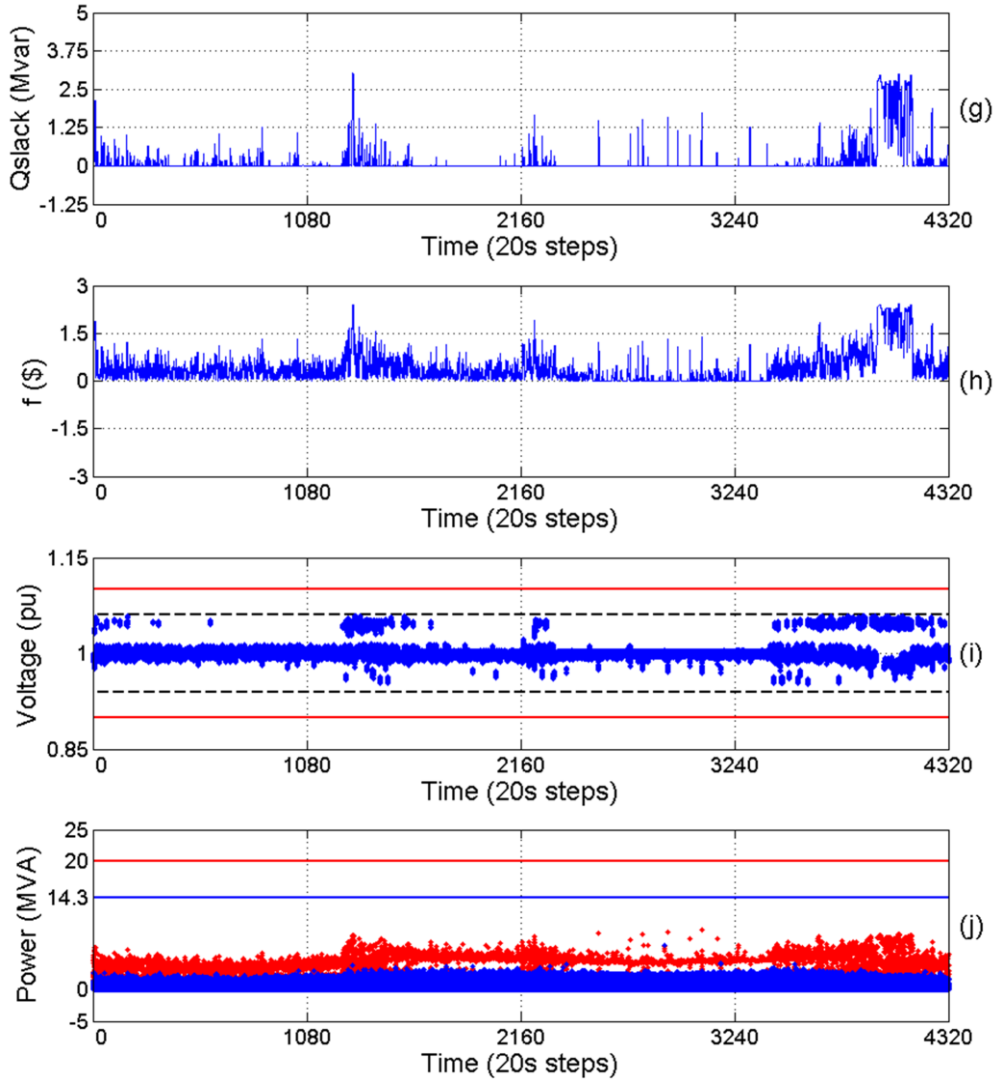 5
3.75
2.5
1.25
0
-1.25
Qslack (Mvar)
(g)
0 1080 2160 3240 4320
Time (20s steps)
3
1.5
0
-1.5
-3
f ($)
(h)
0 1080 2160 3240 4320
Time (20s steps)
1.15
1
0.85
Voltage (pu)
(i)
0 1080 2160 3240 4320
Time (20s steps)
25
20
14.3
0
-5
Power (MVA)
(j)
0 1080 2160 3240 4320
Time (20s steps)